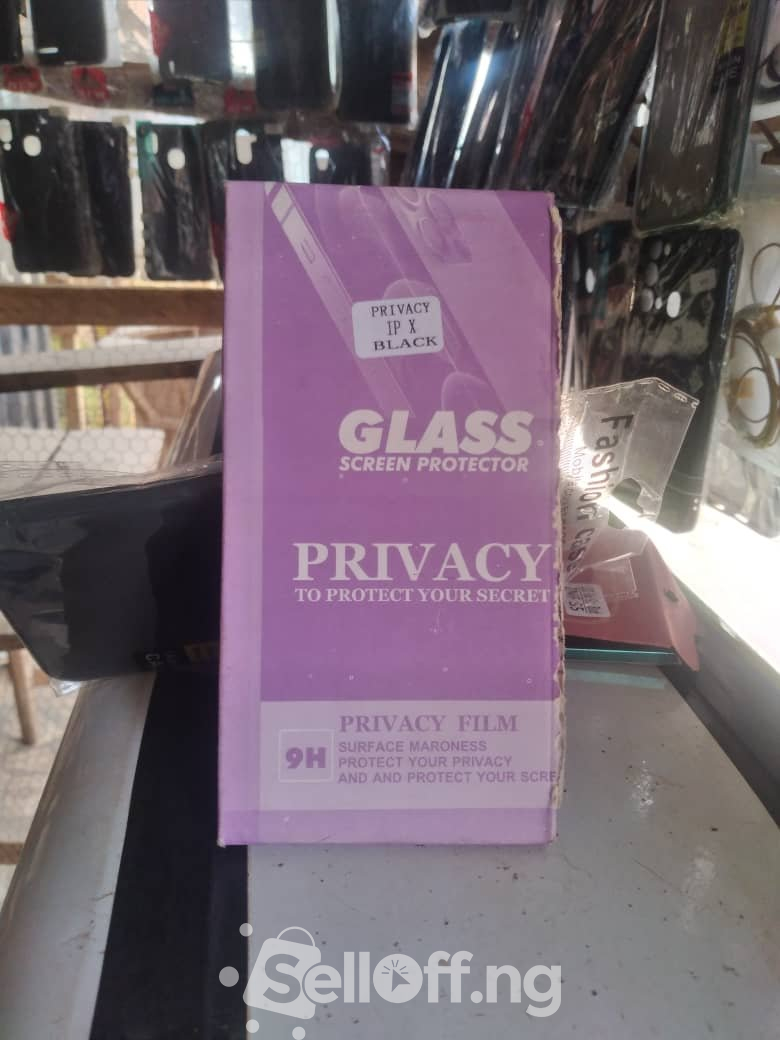 PRIVACY
IP X
BLACK
GLASS
SCREEN PROTECTOR
PRIVACY
TO PROTECT YOUR SECRET
9H
PRIVACY FILM
SURFACE MARONESS
PROTECT YOUR PRIVACY
AND AND PROTECT YOUR SCRE
Fashion Case
SellOff.ng